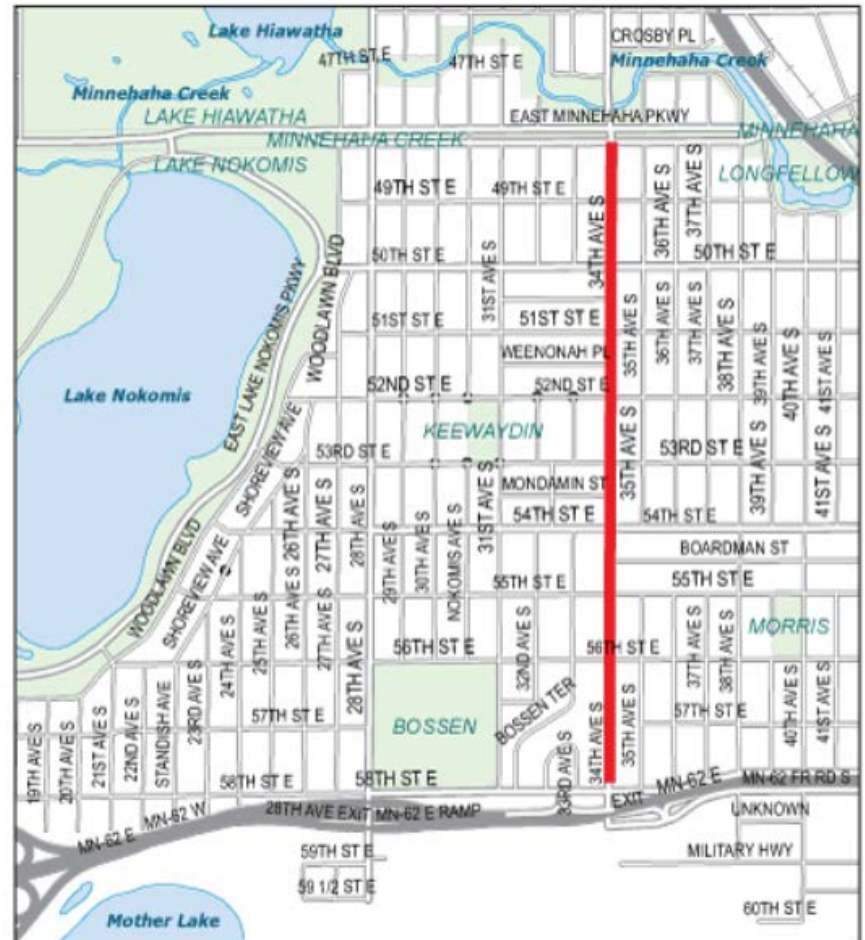 Lake Hiawatha
CROSBY PL
47TH ST E
47TH ST E
Minnehaha Creek
Minnehaha Creek
LAKE HIAWATHA
EAST MINNEHAHA PKWY
MINNEHAHA CREEK
MINNEHAHA
LAKE NOKOMIS
LONGFELLOW
49TH ST E
49TH ST E
34TH AVE S
36TH AVE S
37TH AVE S
50TH ST E
50TH ST E
WOODLAWN BLVD
31ST AVE S
EAST LAKE NOKOMIS PKWY
51ST ST E
51ST ST E
35TH AVE S
36TH AVE S
37TH AVE S
38TH AVE S
39TH AVE S
40TH AVE S
41ST AVE S
WEENONAH PL
Lake Nokomis
52ND ST E
52ND ST E
SHOREVIEW AVE
KEEWAYDIN
53RD ST E
53RD ST E
35TH AVE S
39TH AVE S
41ST AVE S
MONDAMIN ST
31ST AVE S
54TH ST E
54TH ST E
26TH AVE S
27TH AVE S
28TH AVE S
29TH AVE S
30TH AVE S
NOKOMIS AVE S
BOARDMAN ST
WOODLAWN BLVD
SHOREVIEW AVE
55TH ST E
55TH ST E
24TH AVE S
25TH AVE S
26TH AVE S
27TH AVE S
28TH AVE S
56TH ST E
56TH ST E
32ND AVE S
37TH AVE S
38TH AVE S
MORRIS
19TH AVE S
20TH AVE S
21ST AVE S
22ND AVE S
STANDISH AVE
23RD AVE S
57TH ST E
BOSSEN
BOSSEN TER
57TH ST E
33RD AVE S
34TH AVE S
35TH AVE S
40TH AVE S
41ST AVE S
58TH ST E
58TH ST E
EXIT
MN-62 E
MN-62 FR RD S
MN-62 E
MN-62 W
28TH AVE EXIT
MN-62 E RAMP
UNKNOWN
59TH ST E
MILITARY HWY
59 1/2 ST E
60TH ST E
Mother Lake